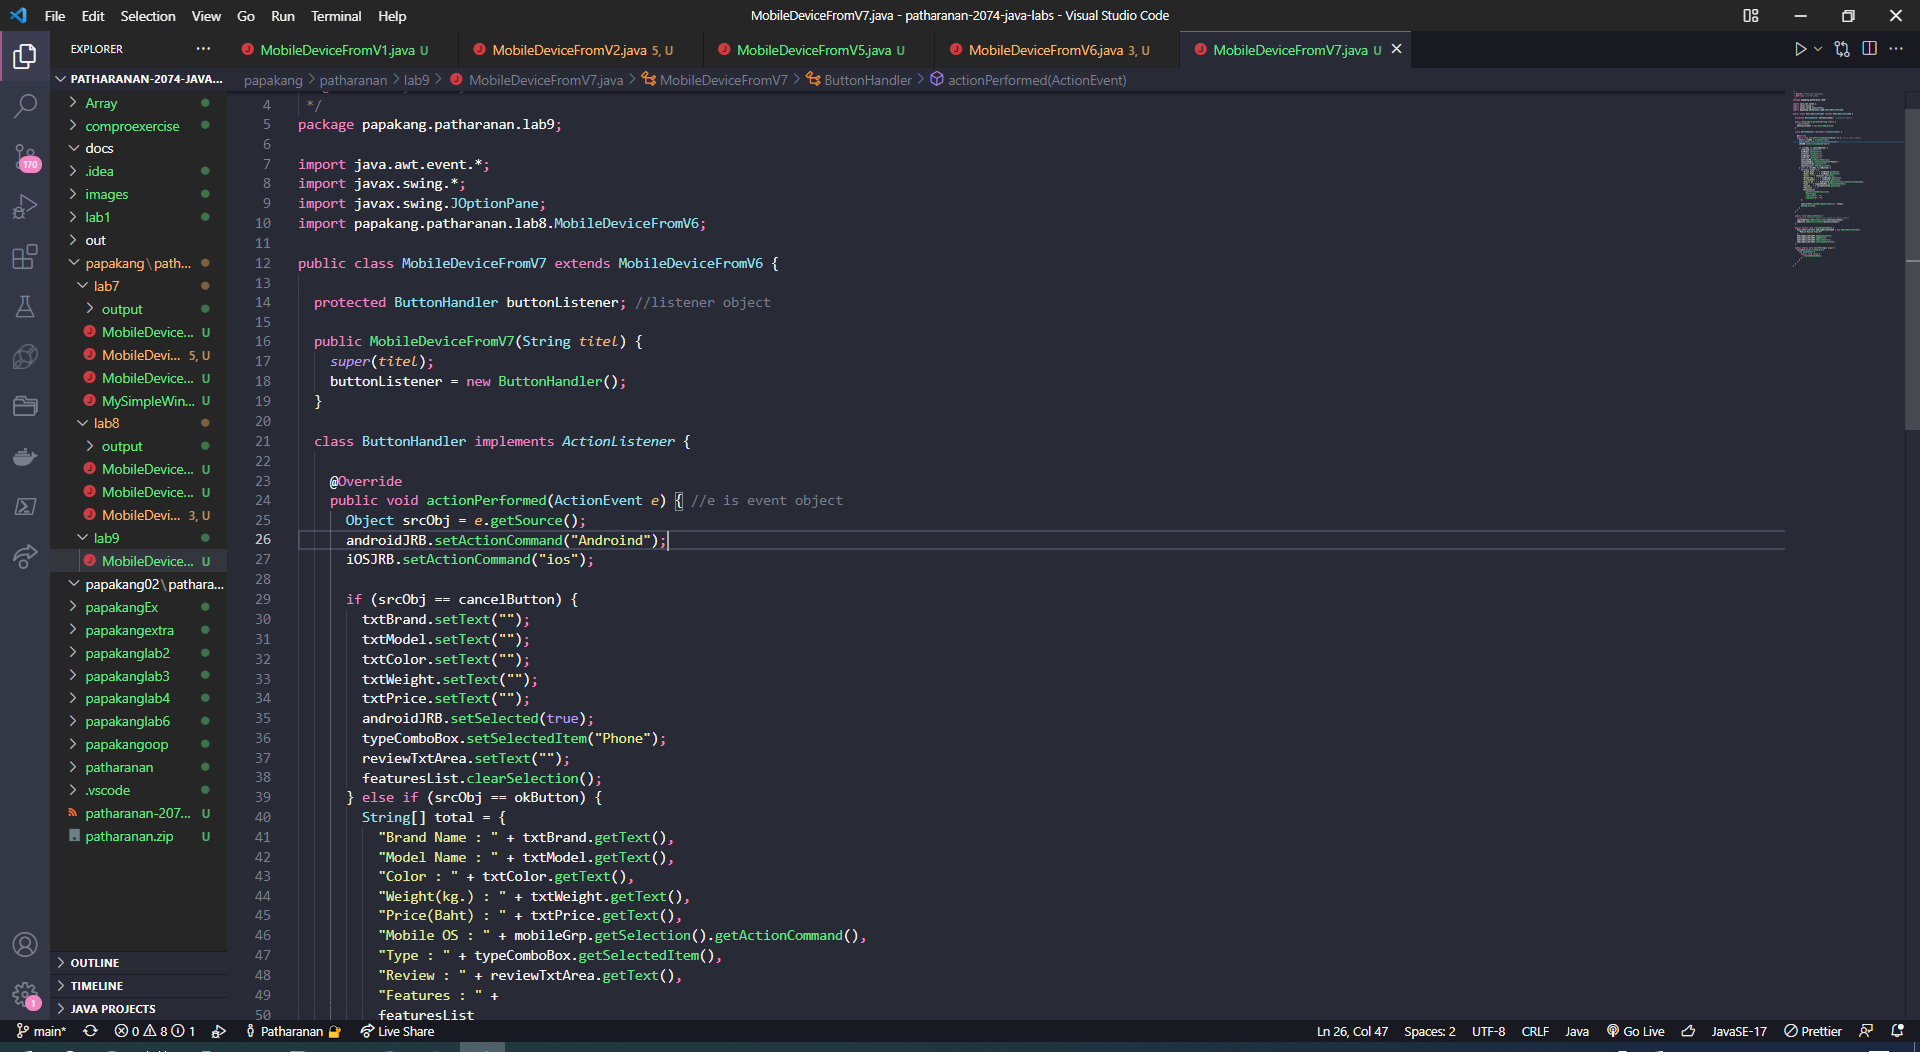 File Edit Selection View Go Run Terminal Help
MobileDeviceFromV7.java - patharanan-2074-java-labs - Visual Studio Code
EXPLORER
MobileDeviceFromV1.java U
MobileDeviceFromV2.java 5, U
MobileDeviceFromV5.java U
MobileDeviceFromV6.java 3, U
MobileDeviceFromV7.java U
PATHARANAN-2074-JAVA...
papakang > patharanan > lab9 > MobileDeviceFromV7.java > MobileDeviceFromV7 > ButtonHandler > actionPerformed(ActionEvent)
Array
comproexercise
docs
.idea
images
lab1
out
papakang\path...
lab7
output
MobileDevice... U
MobileDevi... 5, U
MobileDevice... U
MySimpleWin... U
lab8
output
MobileDevice... U
MobileDevice... U
MobileDevi... 3, U
lab9
MobileDevice... U
papakang02\pathara...
papakangEx
papakangextra
papakanglab2
papakanglab3
papakanglab4
papakanglab6
papakangoop
patharanan
.vscode
patharanan-207... U
patharanan.zip U
OUTLINE
TIMELINE
JAVA PROJECTS
170
1
4 */
5 package papakang.patharanan.lab9;
6
7 import java.awt.event.*;
8 import javax.swing.*;
9 import javax.swing.JOptionPane;
10 import papakang.patharanan.lab8.MobileDeviceFromV6;
11
12 public class MobileDeviceFromV7 extends MobileDeviceFromV6 {
13
14 protected ButtonHandler buttonListener; //listener object
15
16 public MobileDeviceFromV7(String titel) {
17 super(titel);
18 buttonListener = new ButtonHandler();
19 }
20
21 class ButtonHandler implements ActionListener {
22
23 @Override
24 public void actionPerformed(ActionEvent e) { //e is event object
25 Object srcObj = e.getSource();
26 androidJRB.setActionCommand("Androind");
27 iOSJRB.setActionCommand("ios");
28
29 if (srcObj == cancelButton) {
30 txtBrand.setText("");
31 txtModel.setText("");
32 txtColor.setText("");
33 txtWeight.setText("");
34 txtPrice.setText("");
35 androidJRB.setSelected(true);
36 typeComboBox.setSelectedItem("Phone");
37 reviewTxtArea.setText("");
38 featuresList.clearSelection();
39 } else if (srcObj == okButton) {
40 String[] total = {
41 "Brand Name : " + txtBrand.getText(),
42 "Model Name : " + txtModel.getText(),
43 "Color : " + txtColor.getText(),
44 "Weight(kg.) : " + txtWeight.getText(),
45 "Price(Baht) : " + txtPrice.getText(),
46 "Mobile OS : " + mobileGrp.getSelection().getActionCommand(),
47 "Type : " + typeComboBox.getSelectedItem(),
48 "Review : " + reviewTxtArea.getText(),
49 "Features : " +
50 featuresList
main* 0 8 1 Patharanan Live Share
Ln 26, Col 47 Spaces: 2 UTF-8 CRLF Java Go Live JavaSE-17 Prettier